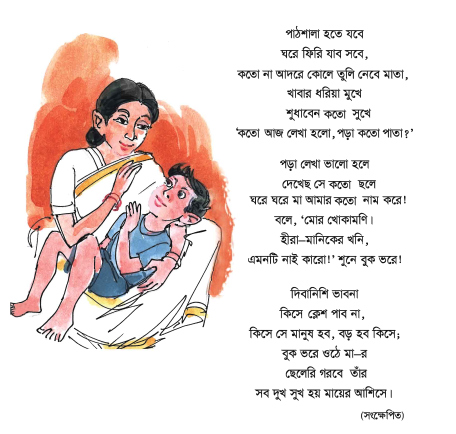 পাঠশালা হতে যবে
ঘরে ফিরি যাব সবে,
কতো না আদরে কোলে তুলি নেবে মাতা,
খাবার ধরিয়া মুখে
শুধাবেন কতো সুখে
‘কতো আজ লেখা হলো, পড়া কতো পাতা?’
পড়া লেখা ভালো হলে
দেখেছ সে কতো ছলে
ঘরে ঘরে মা আমার কতো নাম করে!
বলে, ‘মোর খোকামণি।
হীরা–মানিকের খনি,
এমনটি নাই কারো!’ শুনে বুক ভরে!
দিবানিশি ভাবনা
কিসে ক্লেশ পাব না,
কিসে সে মানুষ হব, বড় হব কিসে;
বুক ভরে ওঠে মা–র
ছেলেরি গরবে তাঁর
সব দুখ সুখ হয় মায়ের আশিসে।
(সংক্ষেপিত)